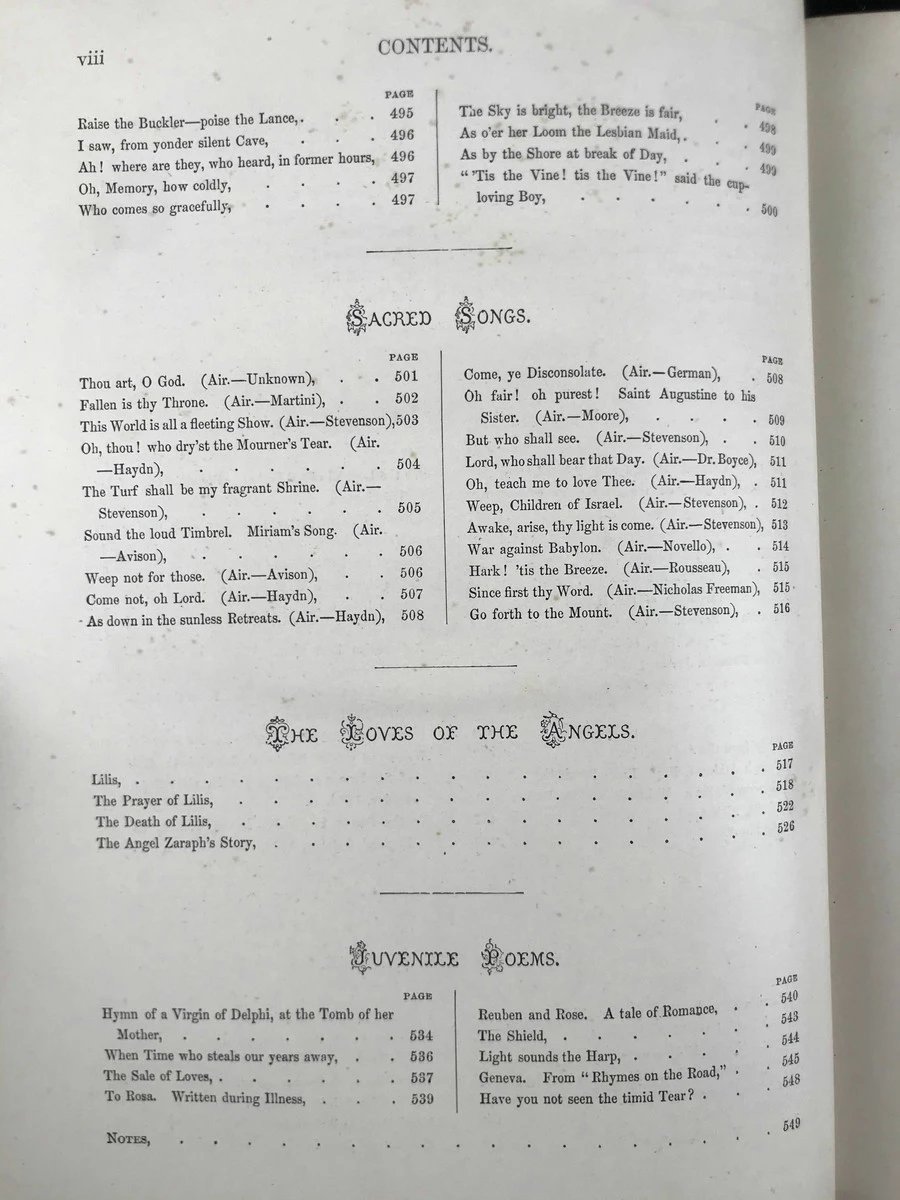 viii
CONTENTS.
PAGE
Raise the Buckler—poise the Lance, . . . 495
I saw, from yonder silent Cave, . . . . 496
Ah! where are they, who heard, in former hours, 496
Oh, Memory, how coldly, . . . . 497
Who comes so gracefully, . . . . 497
PAGE
The Sky is bright, the Breeze is fair, . . 498
As o'er her Loom the Lesbian Maid, . . 499
As by the Shore at break of Day, . . . 499
" 'Tis the Vine! tis the Vine!" said the cup-
loving Boy, . . . . . 500
SACRED SONGS.
PAGE
Thou art, O God. (Air.—Unknown), . . 501
Fallen is thy Throne. (Air.—Martini), . . . 502
This World is all a fleeting Show. (Air.—Stevenson), 503
Oh, thou! who dry'st the Mourner's Tear. (Air.
—Haydn), . . . . . . 504
The Turf shall be my fragrant Shrine. (Air.—
Stevenson), . . . . . . 505
Sound the loud Timbrel. Miriam's Song. (Air.
—Avison), . . . . . . 506
Weep not for those. (Air.—Avison), . . 506
Come not, oh Lord. (Air.—Haydn), . . 507
As down in the sunless Retreats. (Air.—Haydn), 508
PAGE
Come, ye Disconsolate. (Air.—German), . 508
Oh fair! oh purest! Saint Augustine to his
Sister. (Air.—Moore), . . . . 509
But who shall see. (Air.—Stevenson), . . 510
Lord, who shall bear that Day. (Air.—Dr. Boyce), 511
Oh, teach me to love Thee. (Air.—Haydn), . 511
Weep, Children of Israel. (Air.—Stevenson), . 512
Awake, arise, thy light is come. (Air.—Stevenson), 513
War against Babylon. (Air.—Novello), . . 514
Hark! 'tis the Breeze. (Air.—Rousseau), . 515
Since first thy Word. (Air.—Nicholas Freeman), 515
Go forth to the Mount. (Air.—Stevenson), . 516
THE LOVES OF THE ANGELS.
PAGE
Lilis, . . . . . . . . . . . . . . . . . . 517
The Prayer of Lilis, . . . . . . . . . . . . . . . 518
The Death of Lilis, . . . . . . . . . . . . . . . 522
The Angel Zaraph's Story, . . . . . . . . . . . . . . 526
JUVENILE POEMS.
PAGE
Hymn of a Virgin of Delphi, at the Tomb of her
Mother, . . . . . . . 534
When Time who steals our years away, . . 536
The Sale of Loves, . . . . . . 537
To Rosa. Written during Illness, . . . 539
PAGE
Reuben and Rose. A tale of Romance, . . 540
The Shield, . . . . . . . 543
Light sounds the Harp, . . . . . 544
Geneva. From "Rhymes on the Road," . . 545
Have you not seen the timid Tear? . . . 548
NOTES, . . . . . . . . . . . . . . . . . 549